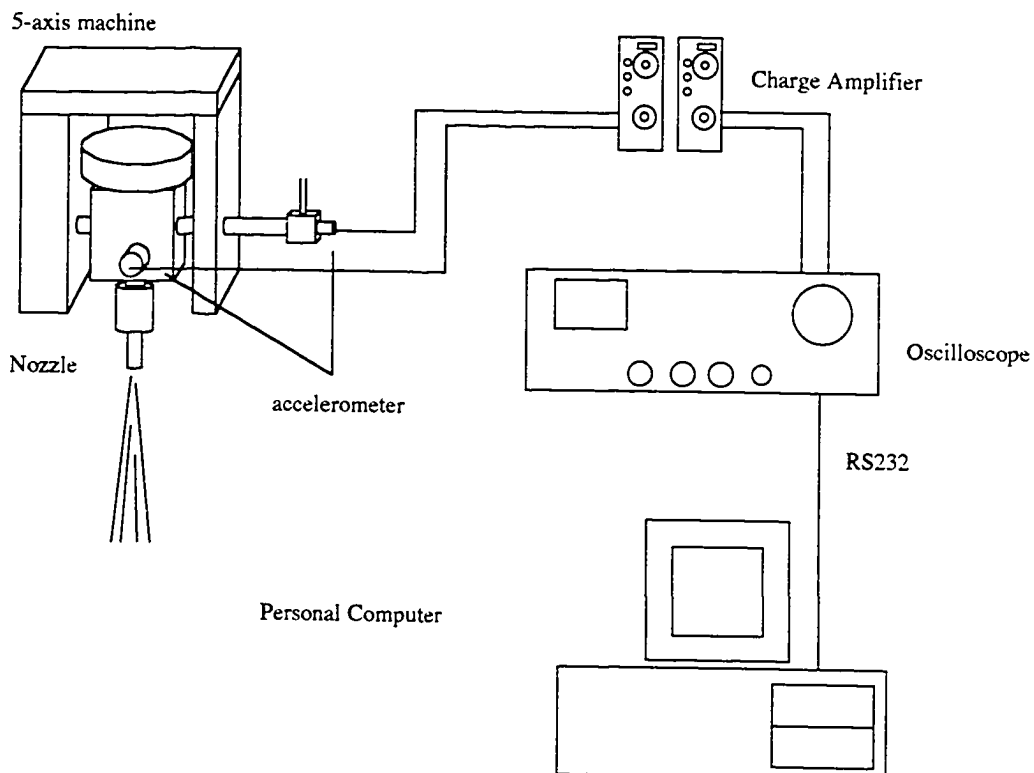 5-axis machine
Charge Amplifier
Oscilloscope
Nozzle
accelerometer
RS232
Personal Computer